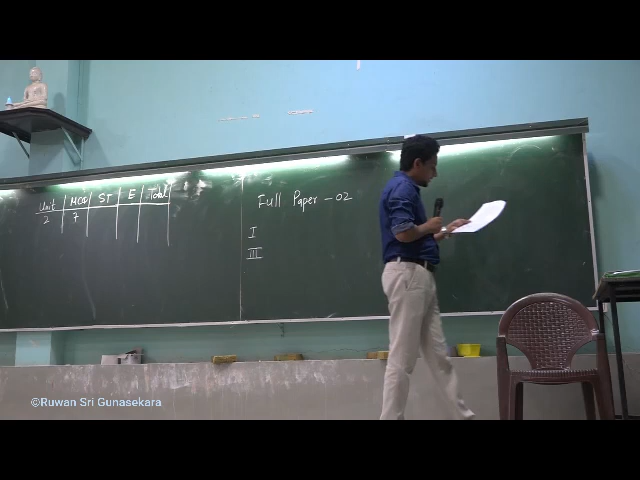 Unit MCQ ST E Total
2 7
Full Paper - 02
I
III
©Ruwan Sri Gunasekara